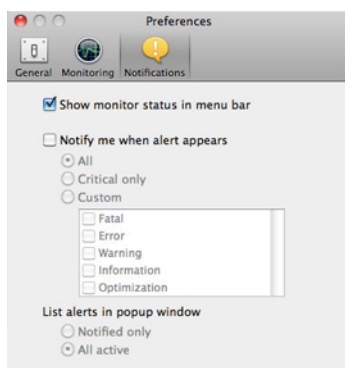 Preferences
General Monitoring Notifications
Show monitor status in menu bar
Notify me when alert appears
All
Critical only
Custom
Fatal
Error
Warning
Information
Optimization
List alerts in popup window
Notified only
All active